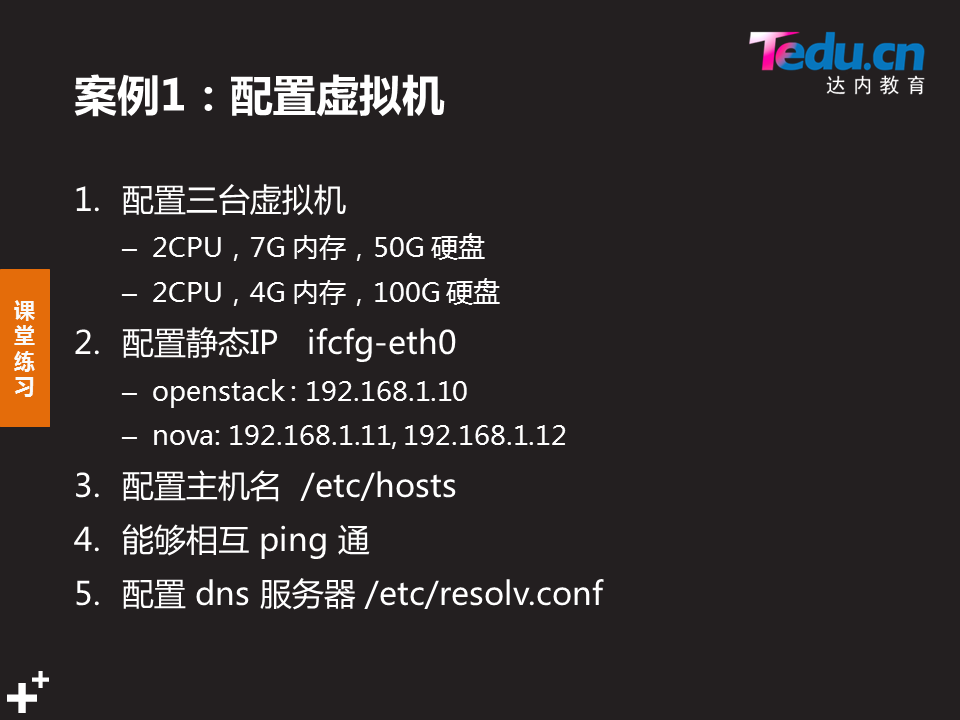 Tedu.cn
达内教育
案例1：配置虚拟机
1. 配置三台虚拟机
– 2CPU，7G 内存，50G 硬盘
– 2CPU，4G 内存，100G 硬盘
2. 配置静态IP ifcfg-eth0
– openstack : 192.168.1.10
– nova: 192.168.1.11, 192.168.1.12
3. 配置主机名 /etc/hosts
4. 能够相互 ping 通
5. 配置 dns 服务器 /etc/resolv.conf
课堂练习